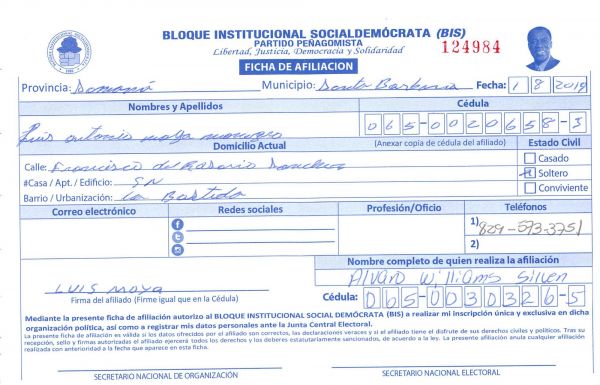 BLOQUE INSTITUCIONAL SOCIALDEMÓCRATA (BIS)
PARTIDO PEÑAGOMISTA
Libertad, Justicia, Democracia y Solidaridad
124984
FICHA DE AFILIACION
Provincia: Samaná Municipio: Santa Barbara Fecha: 1 8 2019
Nombres y Apellidos Cédula
Luis antonio moya 065-0020658-3
Domicilio Actual (Anexar copia de cédula del afiliado) Estado Civil
Calle: Francisco del Rosario Sanchez Casado
#Casa / Apt. / Edificio: SN Soltero
Barrio / Urbanización: la Bastida Conviviente
Correo electrónico Redes sociales Profesión/Oficio Teléfonos
1) 829-593-3751
2)
Nombre completo de quien realiza la afiliación
LUIS MOYA Alvaro Williams
Firma del afiliado (Firme igual que en la Cédula) Cédula: 065-0030326-5
Mediante la presente ficha de afiliación autorizo al BLOQUE INSTITUCIONAL SOCIAL DEMÓCRATA (BIS) a realizar mi inscripción única y exclusiva en dicha
organización política, así como a registrar mis datos personales ante la Junta Central Electoral.
La presente ficha de afiliación es válida si los datos ofrecidos por el afiliado son correctos, las declaraciones veraces y si el afiliado tiene el disfrute de sus derechos civiles y políticos. Tras su
recepción, sello y firmas autorizadas el afiliado ejercerá todos los derechos y los deberes estatutariamente sancionados, de acuerdo a la ley. La presente afiliación anula cualquier afiliación
realizada con anterioridad a la fecha que aparece en esta ficha.
SECRETARIO NACIONAL DE ORGANIZACIÓN SECRETARIO NACIONAL ELECTORAL